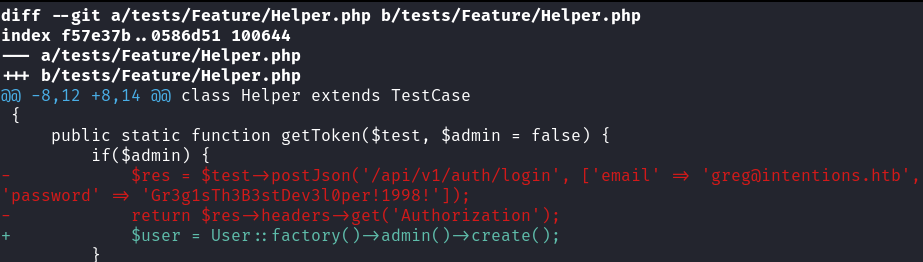 diff --git a/tests/Feature/Helper.php b/tests/Feature/Helper.php
index f57e37b..0586d51 100644
--- a/tests/Feature/Helper.php
+++ b/tests/Feature/Helper.php
@@ -8,12 +8,14 @@ class Helper extends TestCase
 {
     public static function getToken($test, $admin = false) {
         if($admin) {
-            $res = $test->postJson('/api/v1/auth/login', ['email' => 'greg@intentions.htb',
'password' => 'Gr3g1sTh3B3stDev3l0per!1998!']);
-            return $res->headers->get('Authorization');
+            $user = User::factory()->admin()->create();
         }